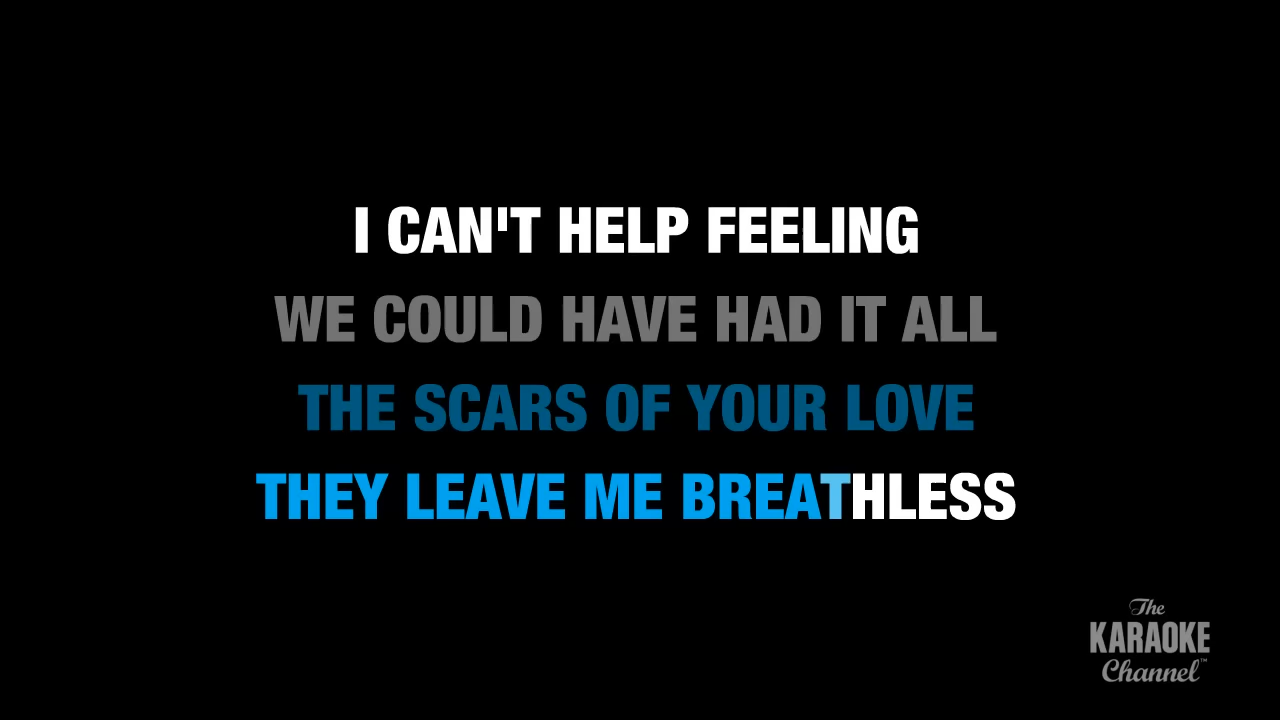 I CAN'T HELP FEELING
WE COULD HAVE HAD IT ALL
THE SCARS OF YOUR LOVE
THEY LEAVE ME BREATHLESS
The
KARAOKE
Channel™